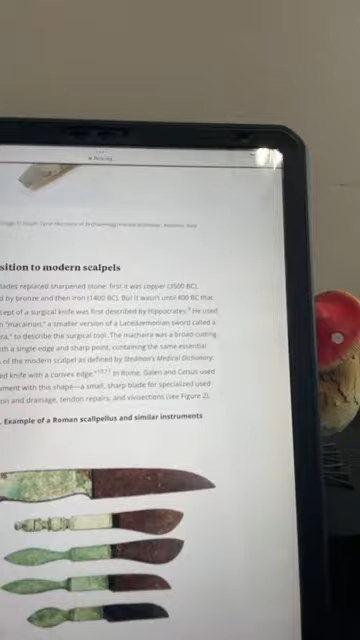 sition to modern scalpels
lades replaced sharpened stone: first it was copper (3500 BC),
d by bronze and then iron (1400 BC). But it wasn't until 400 BC that
cept of a surgical knife was first described by Hippocrates. He used
"macairion," a smaller version of a Lacedaemonian sword called a
ra," to describe the surgical tool. The machaira was a broad cutting
th a single edge and sharp point, containing the same essential
of the modern scalpel as defined by Stedman's Medical Dictionary:
ed knife with a convex edge."10,11 In Rome, Galen and Celsus used
ment with this shape—a small, sharp blade for specialized used
on and drainage, tendon repairs, and vivisections (see Figure 2).
. Example of a Roman scallpellus and similar instruments